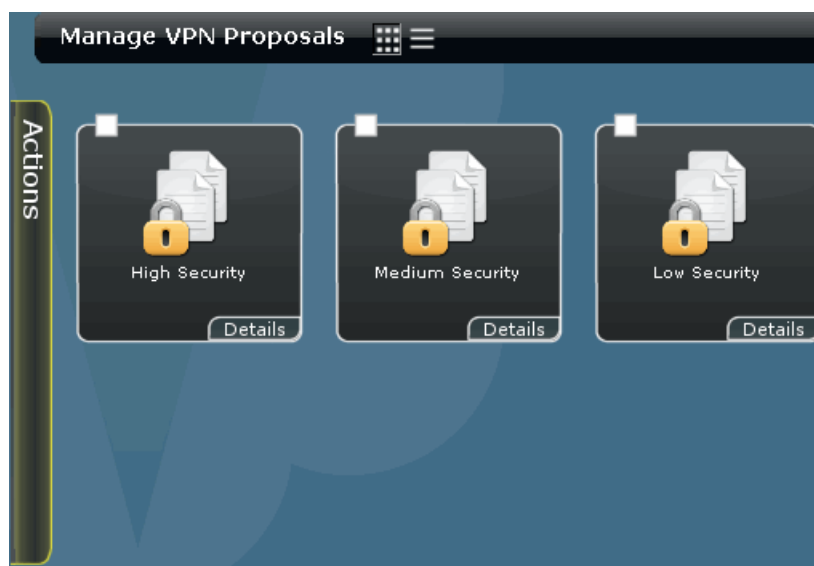 Manage VPN Proposals
Actions
High Security
Details
Medium Security
Details
Low Security
Details